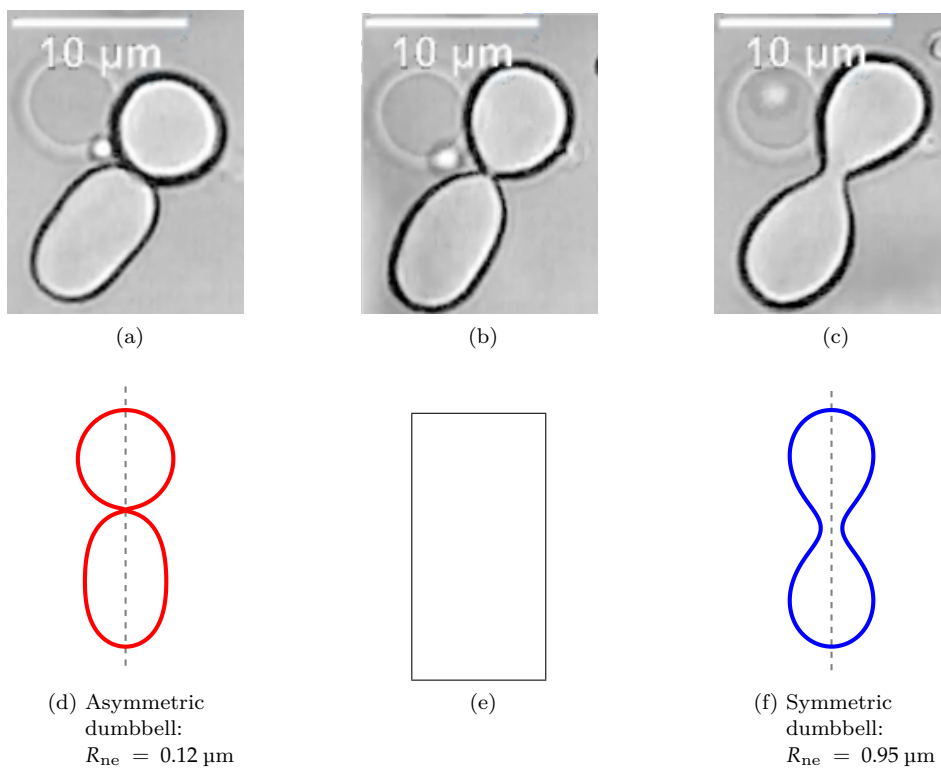 10 µm
10 µm
10 µm
(a)
(b)
(c)
(d) Asymmetric
dumbbell:
R_ne = 0.12 µm
(e)
(f) Symmetric
dumbbell:
R_ne = 0.95 µm